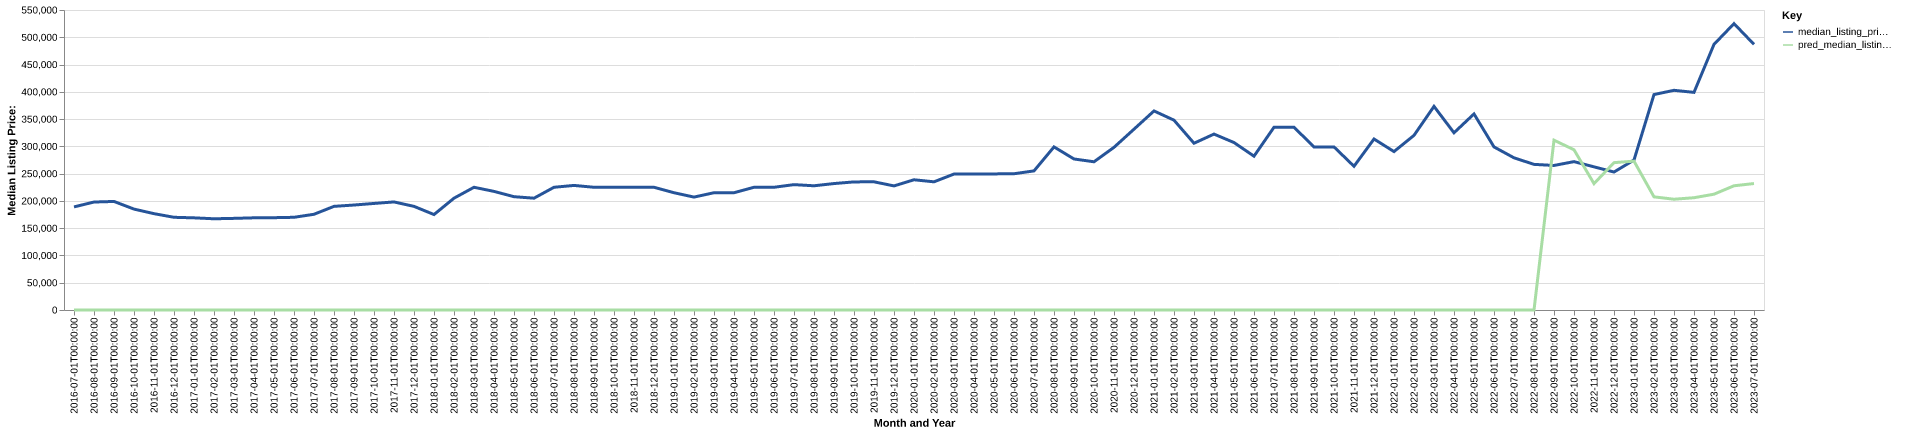 Median Listing Price:
550,000
500,000
450,000
400,000
350,000
300,000
250,000
200,000
150,000
100,000
50,000
0
2016-07-01T00:00:00
2016-08-01T00:00:00
2016-09-01T00:00:00
2016-10-01T00:00:00
2016-11-01T00:00:00
2016-12-01T00:00:00
2017-01-01T00:00:00
2017-02-01T00:00:00
2017-03-01T00:00:00
2017-04-01T00:00:00
2017-05-01T00:00:00
2017-06-01T00:00:00
2017-07-01T00:00:00
2017-08-01T00:00:00
2017-09-01T00:00:00
2017-10-01T00:00:00
2017-11-01T00:00:00
2017-12-01T00:00:00
2018-01-01T00:00:00
2018-02-01T00:00:00
2018-03-01T00:00:00
2018-04-01T00:00:00
2018-05-01T00:00:00
2018-06-01T00:00:00
2018-07-01T00:00:00
2018-08-01T00:00:00
2018-09-01T00:00:00
2018-10-01T00:00:00
2018-11-01T00:00:00
2018-12-01T00:00:00
2019-01-01T00:00:00
2019-02-01T00:00:00
2019-03-01T00:00:00
2019-04-01T00:00:00
2019-05-01T00:00:00
2019-06-01T00:00:00
2019-07-01T00:00:00
2019-08-01T00:00:00
2019-09-01T00:00:00
2019-10-01T00:00:00
2019-11-01T00:00:00
2019-12-01T00:00:00
2020-01-01T00:00:00
2020-02-01T00:00:00
2020-03-01T00:00:00
2020-04-01T00:00:00
2020-05-01T00:00:00
2020-06-01T00:00:00
2020-07-01T00:00:00
2020-08-01T00:00:00
2020-09-01T00:00:00
2020-10-01T00:00:00
2020-11-01T00:00:00
2020-12-01T00:00:00
2021-01-01T00:00:00
2021-02-01T00:00:00
2021-03-01T00:00:00
2021-04-01T00:00:00
2021-05-01T00:00:00
2021-06-01T00:00:00
2021-07-01T00:00:00
2021-08-01T00:00:00
2021-09-01T00:00:00
2021-10-01T00:00:00
2021-11-01T00:00:00
2021-12-01T00:00:00
2022-01-01T00:00:00
2022-02-01T00:00:00
2022-03-01T00:00:00
2022-04-01T00:00:00
2022-05-01T00:00:00
2022-06-01T00:00:00
2022-07-01T00:00:00
2022-08-01T00:00:00
2022-09-01T00:00:00
2022-10-01T00:00:00
2022-11-01T00:00:00
2022-12-01T00:00:00
2023-01-01T00:00:00
2023-02-01T00:00:00
2023-03-01T00:00:00
2023-04-01T00:00:00
2023-05-01T00:00:00
2023-06-01T00:00:00
2023-07-01T00:00:00
Month and Year
Key
median_listing_pri…
pred_median_listin…